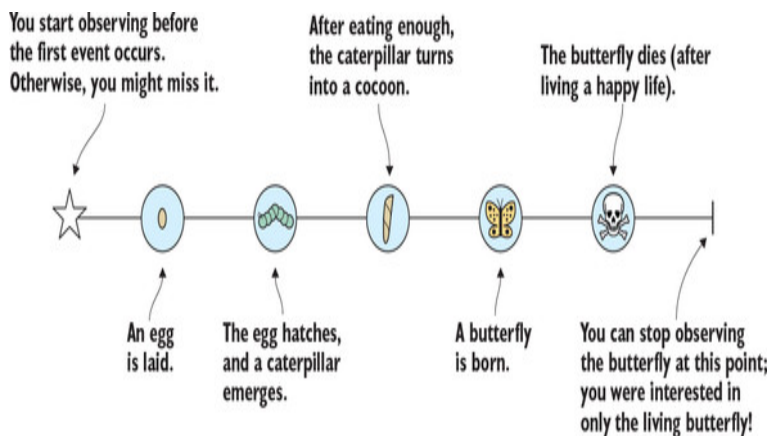 You start observing before
the first event occurs.
Otherwise, you might miss it.
After eating enough,
the caterpillar turns
into a cocoon.
The butterfly dies (after
living a happy life).
An egg
is laid.
The egg hatches,
and a caterpillar
emerges.
A butterfly
is born.
You can stop observing
the butterfly at this point;
you were interested in
only the living butterfly!